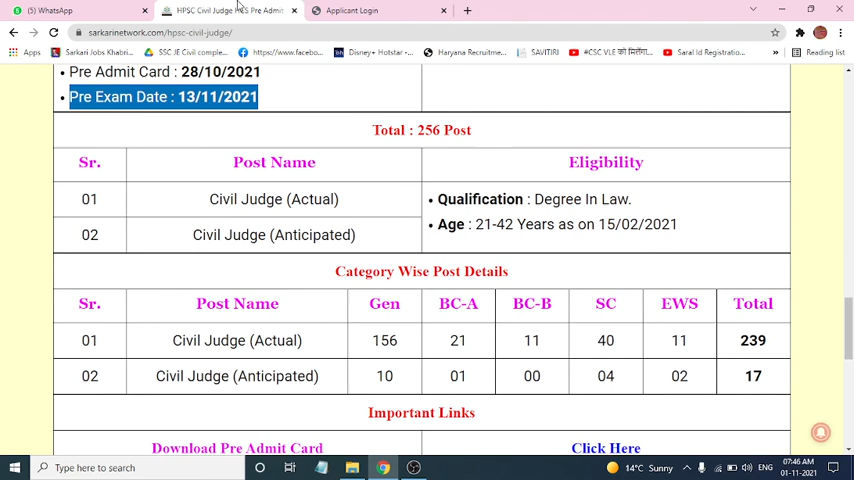 (5) WhatsApp
HPSC Civil Judge HCS Pre Admit
Applicant Login
sarkarinetwork.com/hpsc-civil-judge/
Apps
Sarkari Jobs Khabri...
SSC JE Civil comple...
https://www.facebo...
Disney+ Hotstar -...
Haryana Recruitme...
SAVITIRI
#CSC VLE को मिलेगा...
Saral Id Registratio...
Reading list
• Pre Admit Card : 28/10/2021
• Pre Exam Date : 13/11/2021
Total : 256 Post
Sr. Post Name Eligibility
01 Civil Judge (Actual)
• Qualification : Degree In Law.
• Age : 21-42 Years as on 15/02/2021
02 Civil Judge (Anticipated)
Category Wise Post Details
Sr. Post Name Gen BC-A BC-B SC EWS Total
01 Civil Judge (Actual) 156 21 11 40 11 239
02 Civil Judge (Anticipated) 10 01 00 04 02 17
Important Links
Download Pre Admit Card Click Here
Type here to search
14°C Sunny
ENG
07:46 AM
01-11-2021